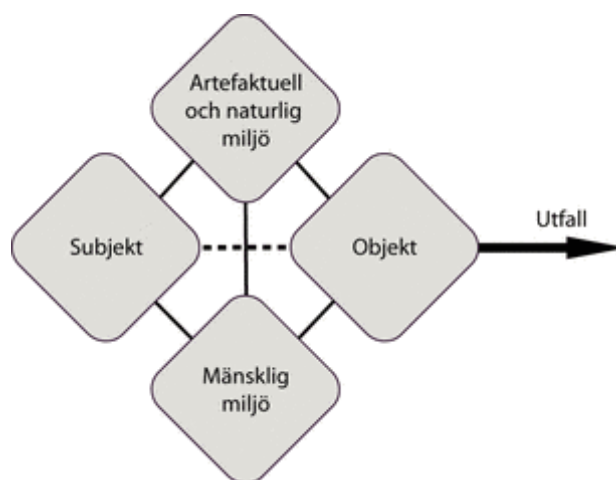 Artefaktuell
och naturlig
miljö
Subjekt
Objekt
Utfall
Mänsklig
miljö